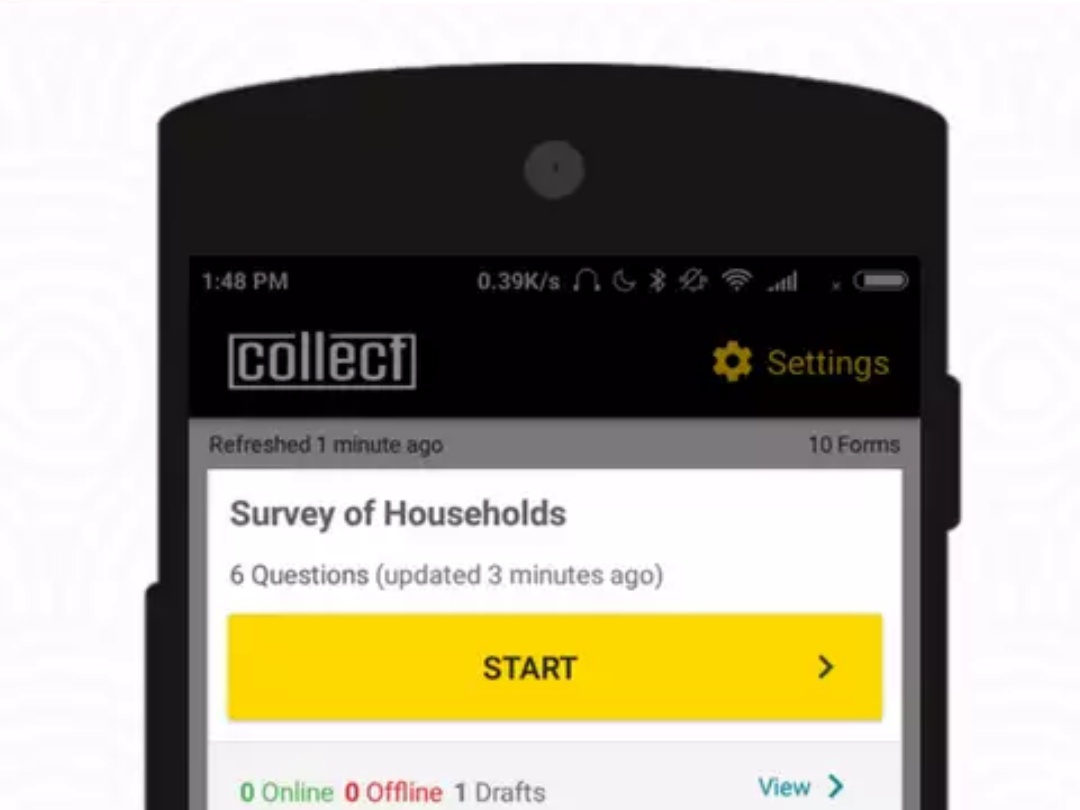 1:48 PM 0.39K/s
collect Settings
Refreshed 1 minute ago 10 Forms
Survey of Households
6 Questions (updated 3 minutes ago)
START
0 Online 0 Offline 1 Drafts View